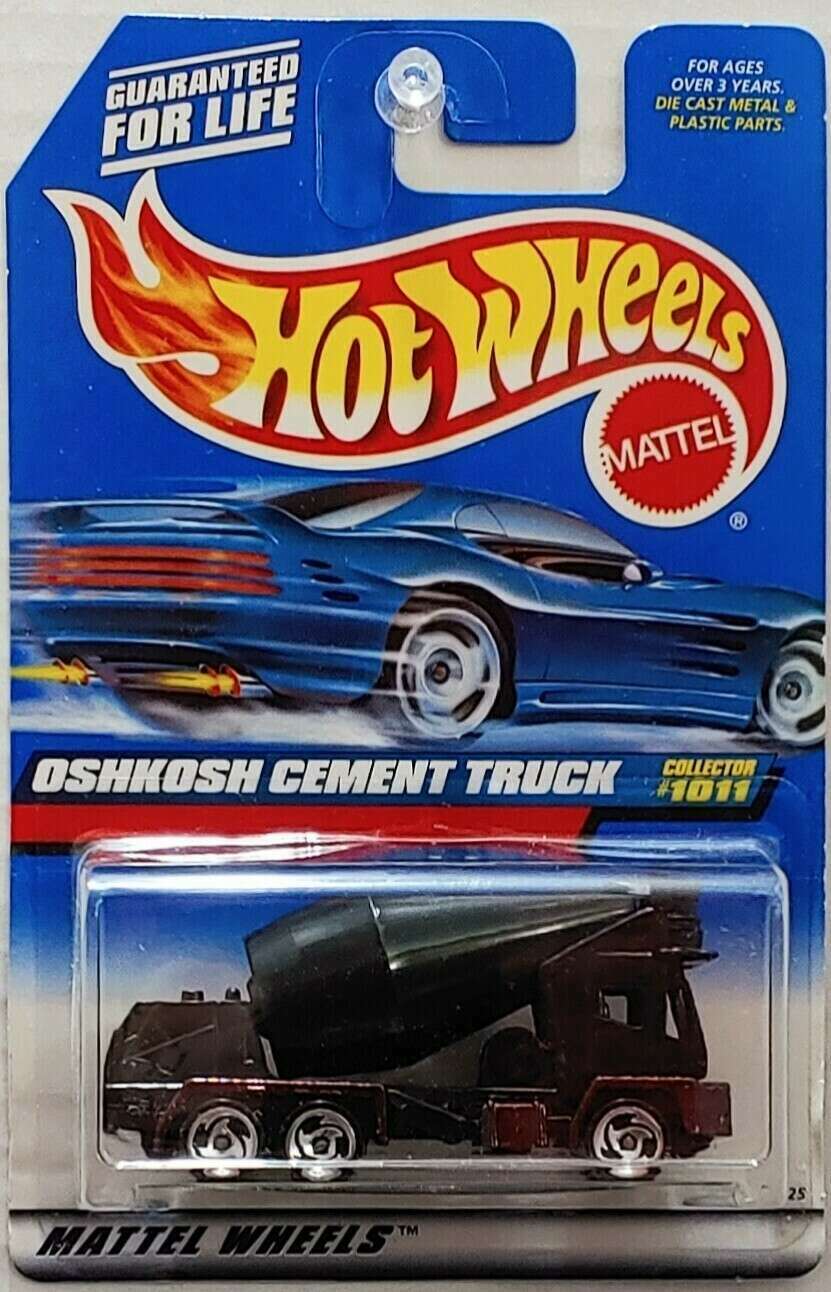 GUARANTEED
FOR LIFE
FOR AGES
OVER 3 YEARS.
DIE CAST METAL &
PLASTIC PARTS.
HOT WHEELS
MATTEL
®
OSHKOSH CEMENT TRUCK
COLLECTOR
#1011
25
MATTEL WHEELS™